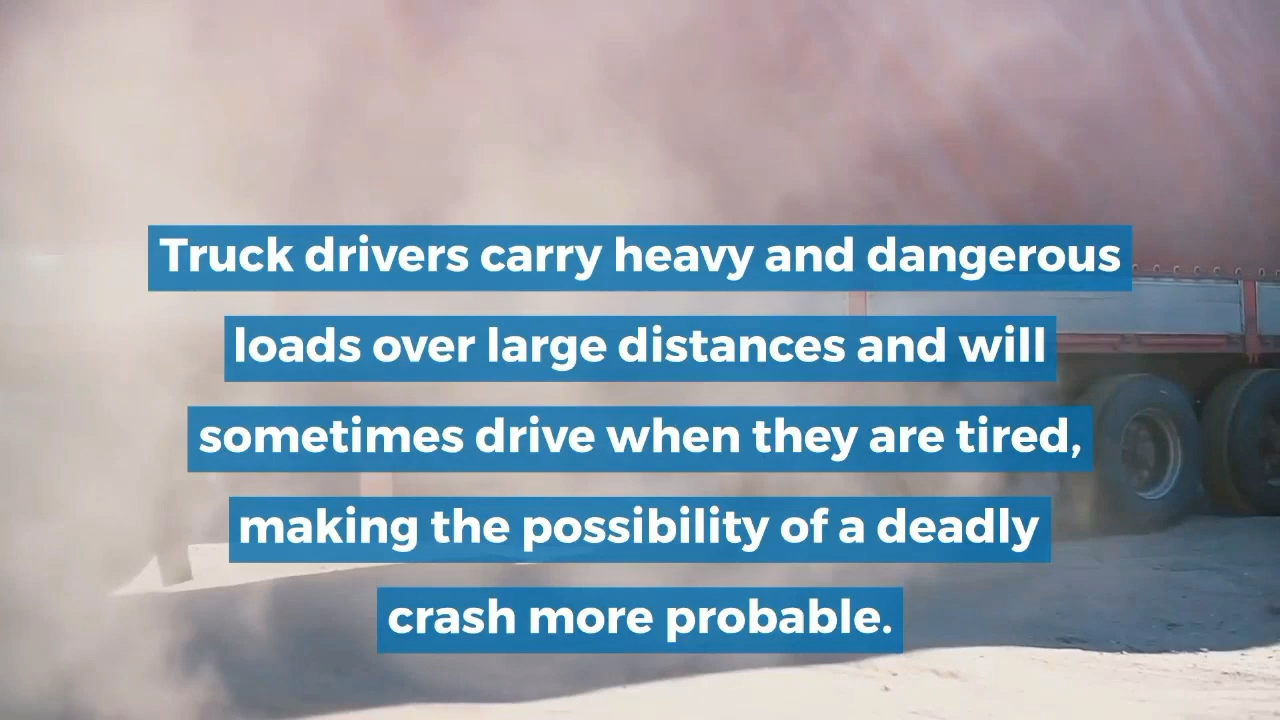 Truck drivers carry heavy and dangerous
loads over large distances and will
sometimes drive when they are tired,
making the possibility of a deadly
crash more probable.